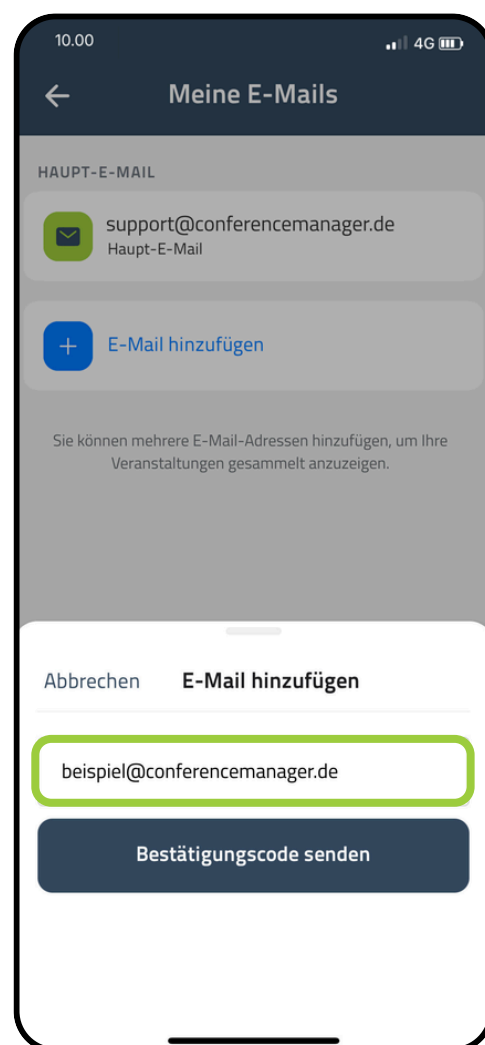 10.00
4G
Meine E-Mails
HAUPT-E-MAIL
support@conferencemanager.de
Haupt-E-Mail
E-Mail hinzufügen
Sie können mehrere E-Mail-Adressen hinzufügen, um Ihre
Veranstaltungen gesammelt anzuzeigen.
Abbrechen E-Mail hinzufügen
beispiel@conferencemanager.de
Bestätigungscode senden